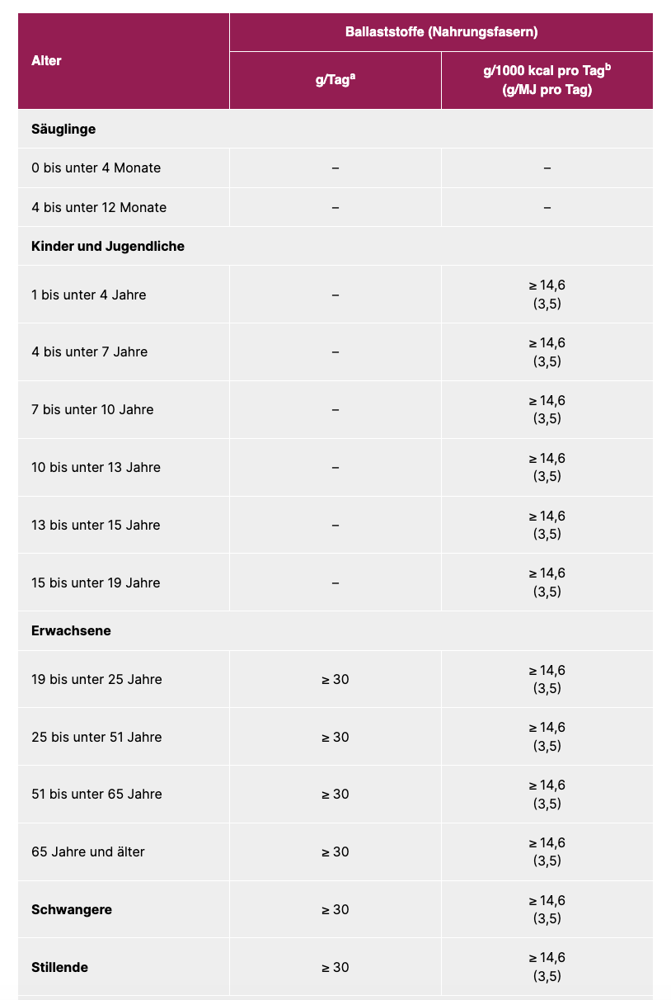 Alter
Ballaststoffe (Nahrungsfasern)
g/Tagᵃ
g/1000 kcal pro Tagᵇ
(g/MJ pro Tag)
Säuglinge
0 bis unter 4 Monate
–
–
4 bis unter 12 Monate
–
–
Kinder und Jugendliche
1 bis unter 4 Jahre
–
≥ 14,6
(3,5)
4 bis unter 7 Jahre
–
≥ 14,6
(3,5)
7 bis unter 10 Jahre
–
≥ 14,6
(3,5)
10 bis unter 13 Jahre
–
≥ 14,6
(3,5)
13 bis unter 15 Jahre
–
≥ 14,6
(3,5)
15 bis unter 19 Jahre
–
≥ 14,6
(3,5)
Erwachsene
19 bis unter 25 Jahre
≥ 30
≥ 14,6
(3,5)
25 bis unter 51 Jahre
≥ 30
≥ 14,6
(3,5)
51 bis unter 65 Jahre
≥ 30
≥ 14,6
(3,5)
65 Jahre und älter
≥ 30
≥ 14,6
(3,5)
Schwangere
≥ 30
≥ 14,6
(3,5)
Stillende
≥ 30
≥ 14,6
(3,5)